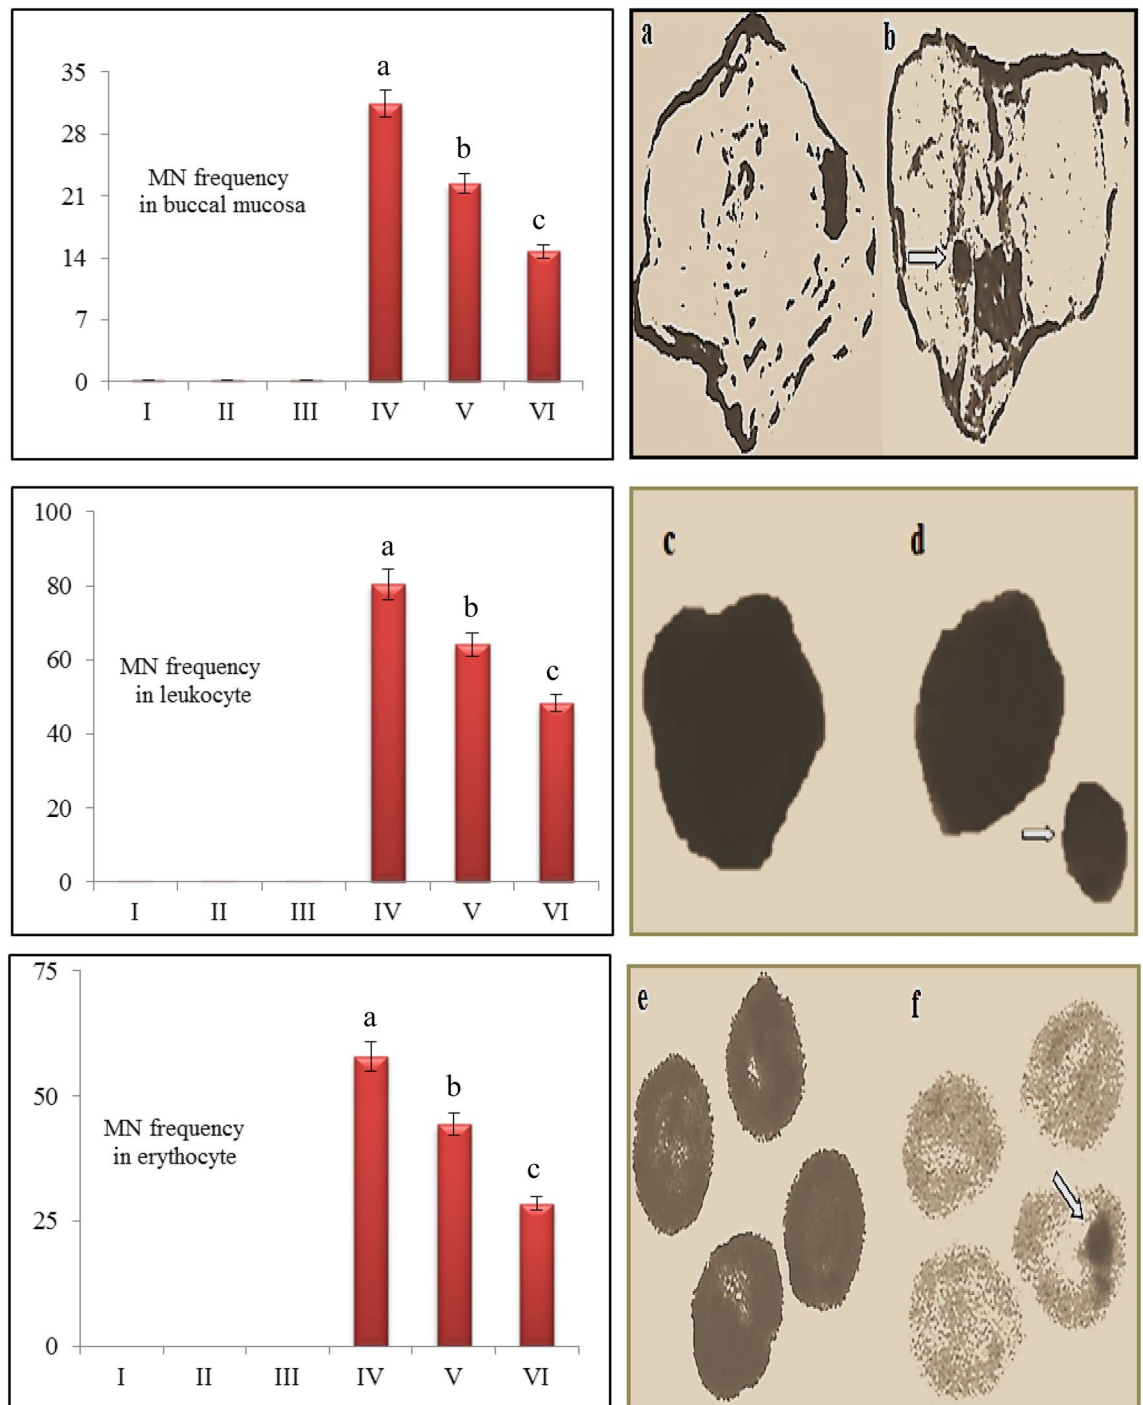 35
28
21
14
7
0
MN frequency
in buccal mucosa
a
b
c
I II III IV V VI
a
b
100
80
60
40
20
0
MN frequency
in leukocyte
a
b
c
I II III IV V VI
c
d
75
50
25
0
MN frequency
in erythocyte
a
b
c
I II III IV V VI
e
f